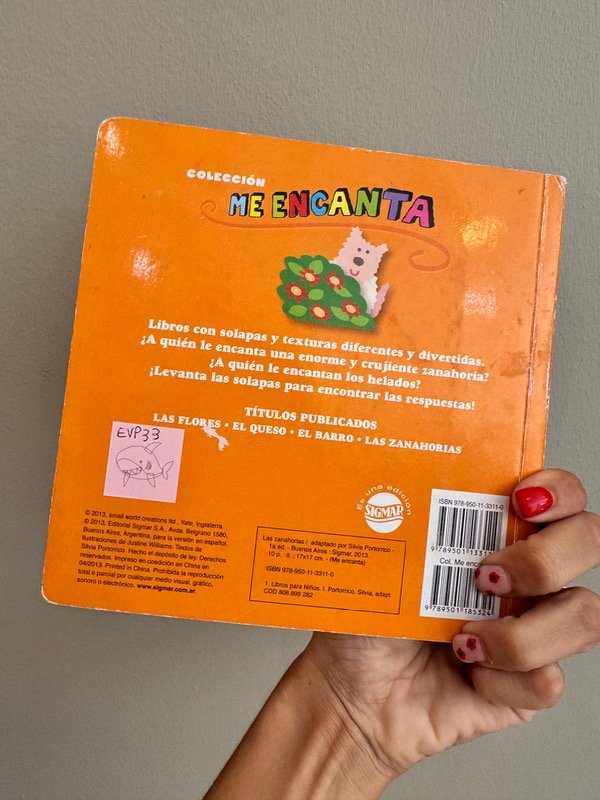 COLECCIÓN
ME ENCANTA
Libros con solapas y texturas diferentes y divertidas.
¿A quién le encanta una enorme y crujiente zanahoria?
¿A quién le encantan los helados?
¡Levanta las solapas para encontrar las respuestas!
TÍTULOS PUBLICADOS
LAS FLORES • EL QUESO • EL BARRO • LAS ZANAHORIAS
EVP33
© 2013, small world creations ltd., Yate, Inglaterra.
© 2013, Editorial Sigmar S.A., Avda. Belgrano 1580,
Buenos Aires, Argentina, para la versión en español.
Ilustraciones de Justine Williams. Textos de
Silvia Portorrico. Hecho el depósito de ley. Derechos
reservados. Impreso en coedición en China en
04/2013. Printed in China. Prohibida la reproducción
total o parcial por cualquier medio visual, gráfico,
sonoro o electrónico. www.sigmar.com.ar.
Es una edición
SIGMAR
Las zanahorias / adaptado por Silvia Portorrico -
1a ed. - Buenos Aires : Sigmar, 2013.
10 p. : il. ; 17x17 cm. - (Me encanta)
ISBN 978-950-11-3311-0
1. Libros para Niños. I. Portorrico, Silvia, adapt.
CDD 808.899 282
ISBN 978-950-11-3311-0
9 789501 1331
Col. Me encan
9 789501 185324